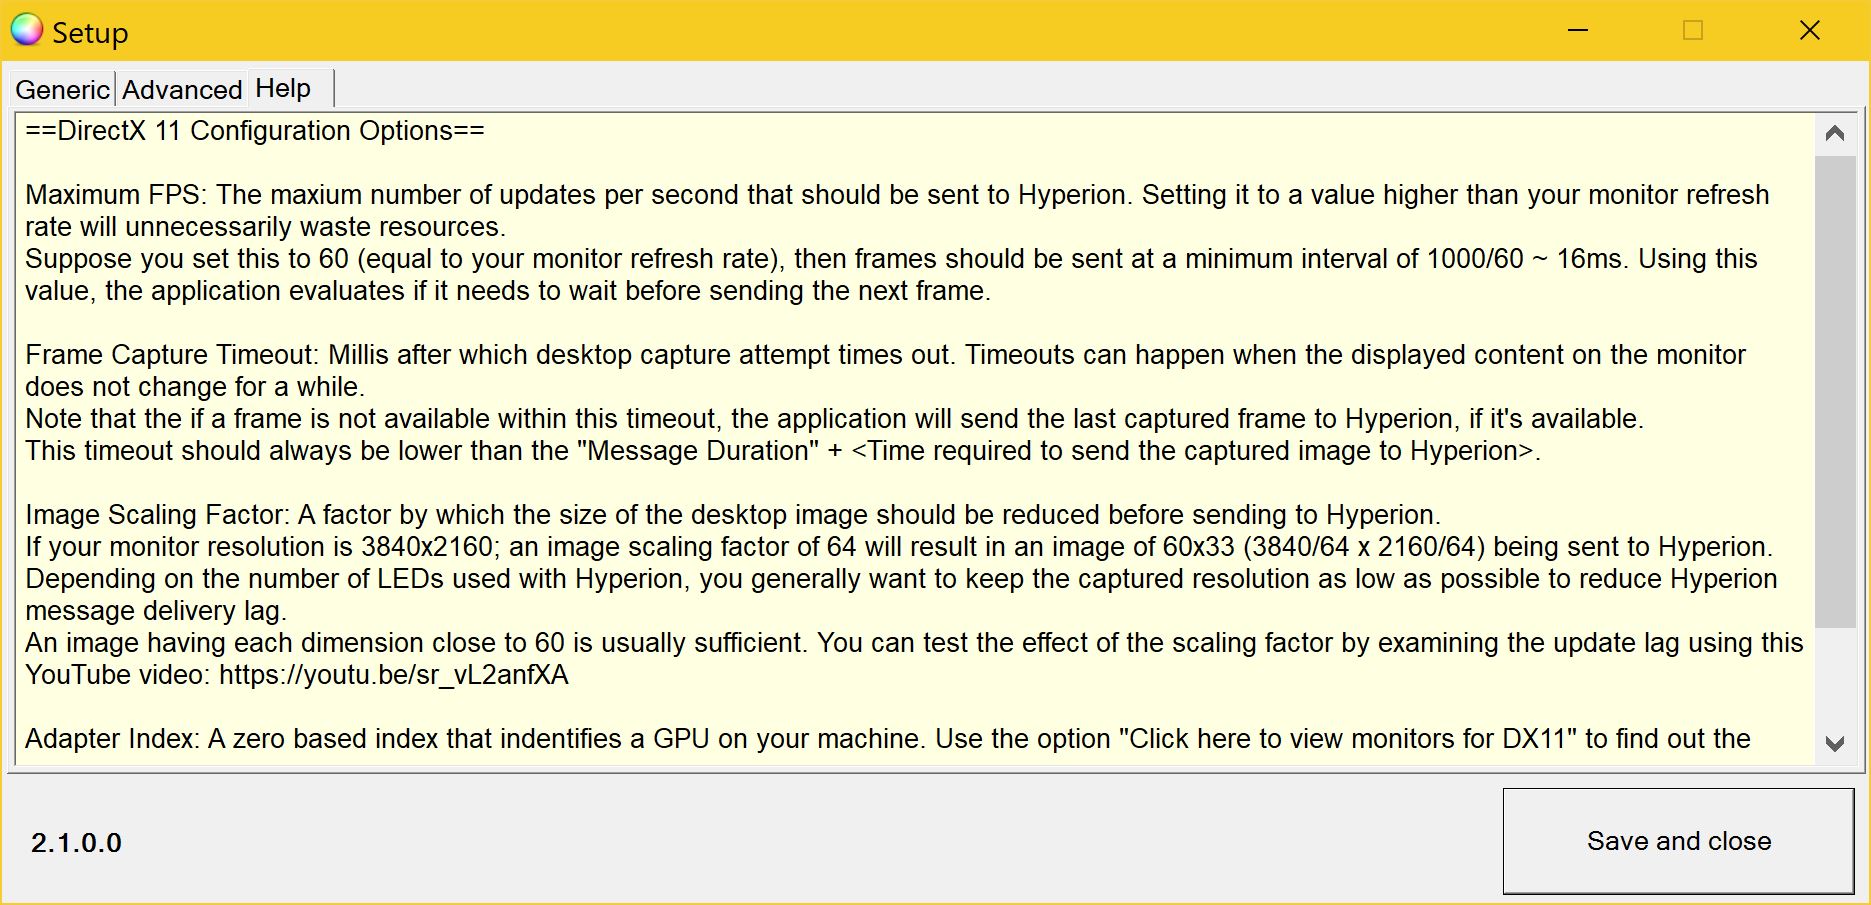 Setup
Generic Advanced Help
==DirectX 11 Configuration Options==
Maximum FPS: The maxium number of updates per second that should be sent to Hyperion. Setting it to a value higher than your monitor refresh
rate will unnecessarily waste resources.
Suppose you set this to 60 (equal to your monitor refresh rate), then frames should be sent at a minimum interval of 1000/60 ~ 16ms. Using this
value, the application evaluates if it needs to wait before sending the next frame.
Frame Capture Timeout: Millis after which desktop capture attempt times out. Timeouts can happen when the displayed content on the monitor
does not change for a while.
Note that the if a frame is not available within this timeout, the application will send the last captured frame to Hyperion, if it's available.
This timeout should always be lower than the "Message Duration" + <Time required to send the captured image to Hyperion>.
Image Scaling Factor: A factor by which the size of the desktop image should be reduced before sending to Hyperion.
If your monitor resolution is 3840x2160; an image scaling factor of 64 will result in an image of 60x33 (3840/64 x 2160/64) being sent to Hyperion.
Depending on the number of LEDs used with Hyperion, you generally want to keep the captured resolution as low as possible to reduce Hyperion
message delivery lag.
An image having each dimension close to 60 is usually sufficient. You can test the effect of the scaling factor by examining the update lag using this
YouTube video: https://youtu.be/sr_vL2anfXA
Adapter Index: A zero based index that indentifies a GPU on your machine. Use the option "Click here to view monitors for DX11" to find out the
2.1.0.0
Save and close